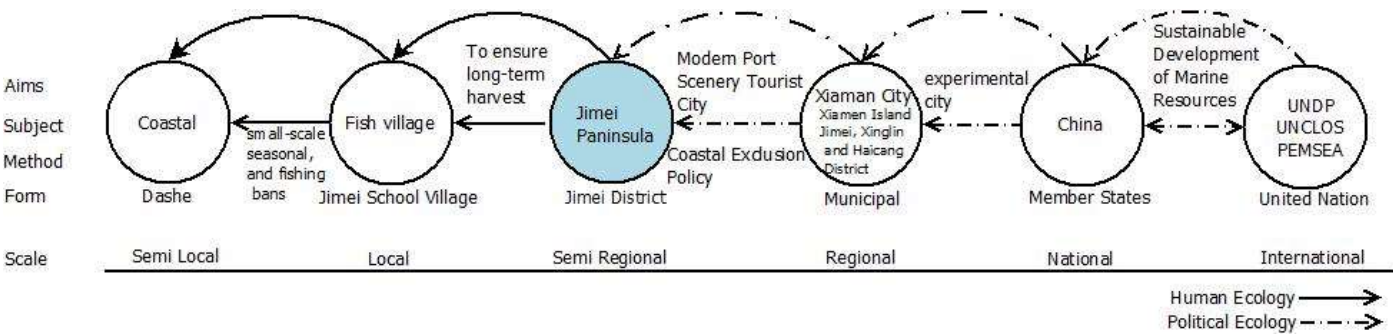 Aims
Subject
Method
Form
Scale
Coastal
Dashe
Semi Local
small-scale
seasonal,
and fishing
bans
Fish village
Jimei School Village
Local
To ensure
long-term
harvest
Jimei
Paninsula
Jimei District
Semi Regional
Modern Port
Scenery Tourist
City
Coastal Exclusion
Policy
Xiaman City
Xiamen Island
Jimei, Xinglin
and Haicang
District
Municipal
Regional
experimental
city
China
Member States
National
Sustainable
Development
of Marine
Resources
UNDP
UNCLOS
PEMSEA
United Nation
International
Human Ecology
Political Ecology